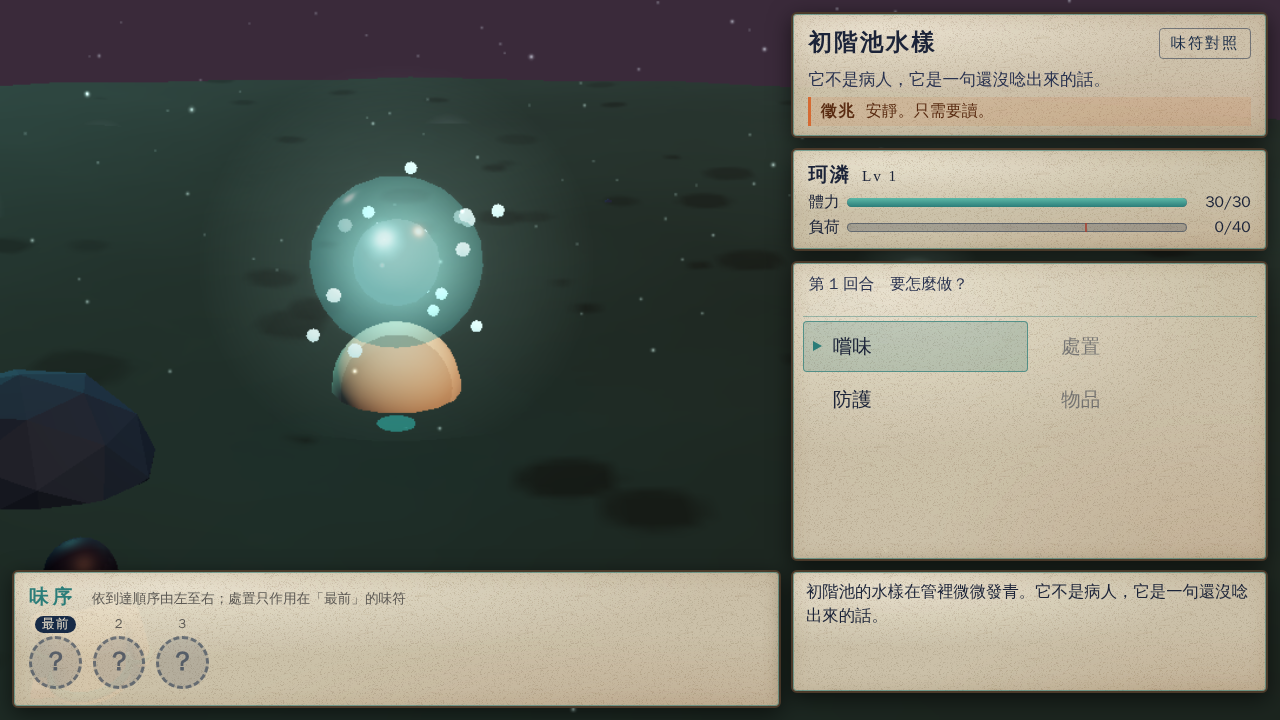 初階池水樣
味符對照
它不是病人，它是一句還沒唸出來的話。
徵兆 安靜。只需要讀。
珂潾 Lv 1
體力 30/30
負荷 0/40
第 1 回合 要怎麼做？
嚐味
處置
防護
物品
味序 依到達順序由左至右；處置只作用在「最前」的味符
最前 2 3
? ? ?
初階池的水樣在管裡微微發青。它不是病人，它是一句還沒唸
出來的話。